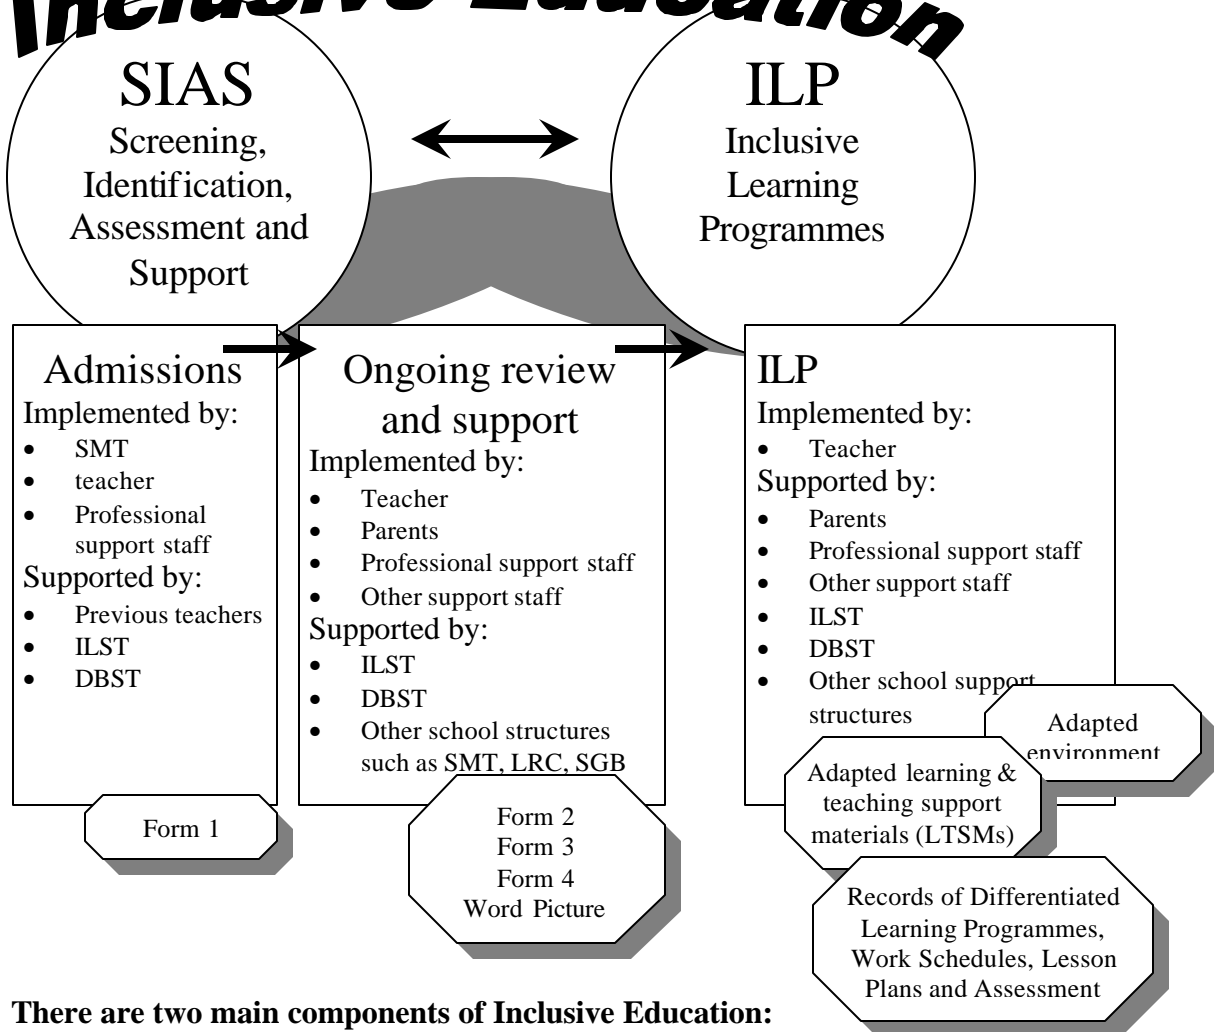 Inclusive Education
SIAS
Screening,
Identification,
Assessment and
Support
ILP
Inclusive
Learning
Programmes
Admissions
Implemented by:
• SMT
• teacher
• Professional
support staff
Supported by:
• Previous teachers
• ILST
• DBST
Form 1
Ongoing review
and support
Implemented by:
• Teacher
• Parents
• Professional support staff
• Other support staff
Supported by:
• ILST
• DBST
• Other school structures
such as SMT, LRC, SGB
Form 2
Form 3
Form 4
Word Picture
ILP
Implemented by:
• Teacher
Supported by:
• Parents
• Professional support staff
• Other support staff
• ILST
• DBST
• Other school support
structures
Adapted
environment
Adapted learning &
teaching support
materials (LTSMs)
Records of Differentiated
Learning Programmes,
Work Schedules, Lesson
Plans and Assessment
There are two main components of Inclusive Education: